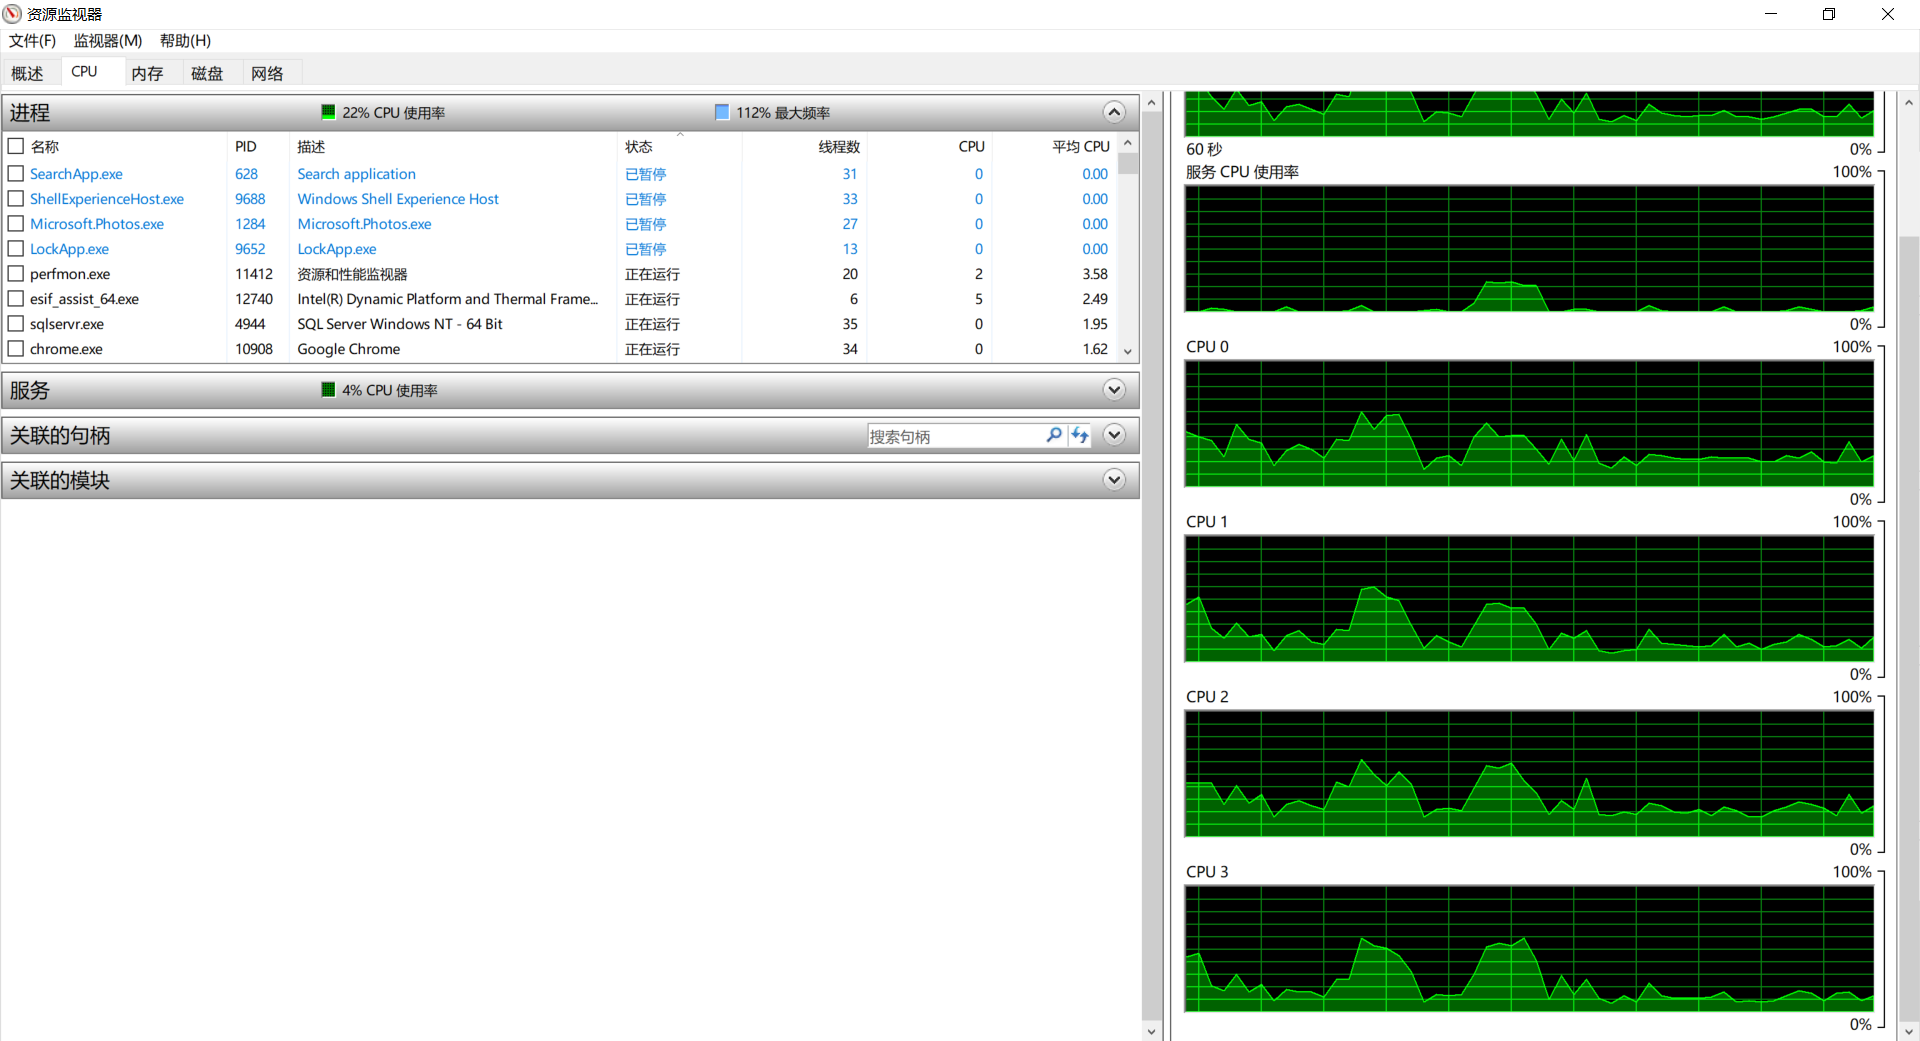 资源监视器
文件(F) 监视器(M) 帮助(H)
概述 CPU 内存 磁盘 网络
进程 22% CPU 使用率 112% 最大频率
名称 PID 描述 状态 线程数 CPU 平均 CPU
SearchApp.exe 628 Search application 已暂停 31 0 0.00
ShellExperienceHost.exe 9688 Windows Shell Experience Host 已暂停 33 0 0.00
Microsoft.Photos.exe 1284 Microsoft.Photos.exe 已暂停 27 0 0.00
LockApp.exe 9652 LockApp.exe 已暂停 13 0 0.00
perfmon.exe 11412 资源和性能监视器 正在运行 20 2 3.58
esif_assist_64.exe 12740 Intel(R) Dynamic Platform and Thermal Frame... 正在运行 6 5 2.49
sqlservr.exe 4944 SQL Server Windows NT - 64 Bit 正在运行 35 0 1.95
chrome.exe 10908 Google Chrome 正在运行 34 0 1.62
服务 4% CPU 使用率
关联的句柄 搜索句柄
关联的模块
60 秒 0%
服务 CPU 使用率 100%
0%
CPU 0 100%
0%
CPU 1 100%
0%
CPU 2 100%
0%
CPU 3 100%
0%